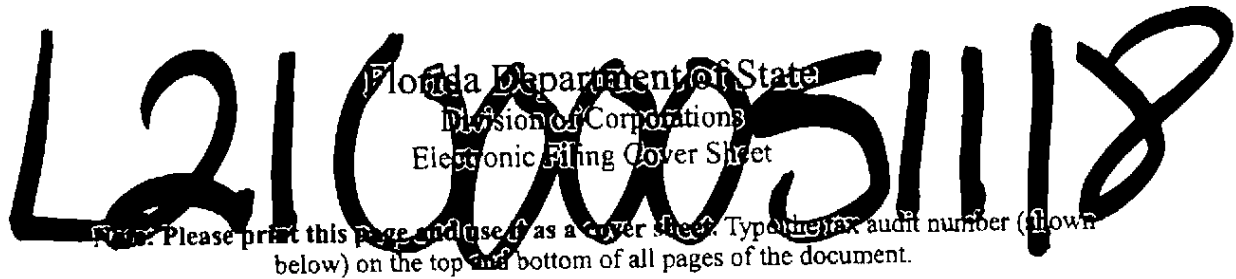 L21000051118
Florida Department of State
Division of Corporations
Electronic Filing Cover Sheet
Note: Please print this page and use it as a cover sheet. Type the fax audit number (shown
below) on the top and bottom of all pages of the document.